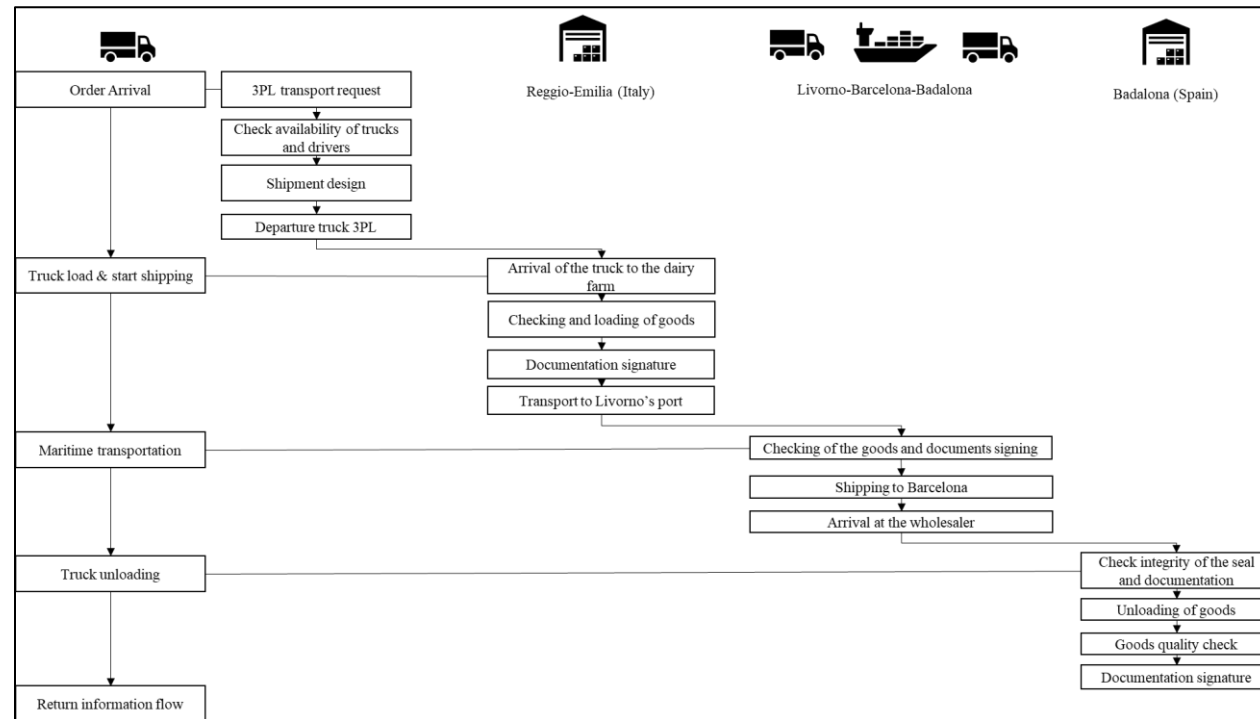 Order Arrival
3PL transport request
Reggio-Emilia (Italy)
Livorno-Barcelona-Badalona
Badalona (Spain)
Check availability of trucks
and drivers
Shipment design
Departure truck 3PL
Truck load & start shipping
Arrival of the truck to the dairy
farm
Checking and loading of goods
Documentation signature
Transport to Livorno’s port
Maritime transportation
Checking of the goods and documents signing
Shipping to Barcelona
Arrival at the wholesaler
Truck unloading
Check integrity of the seal
and documentation
Unloading of goods
Goods quality check
Documentation signature
Return information flow